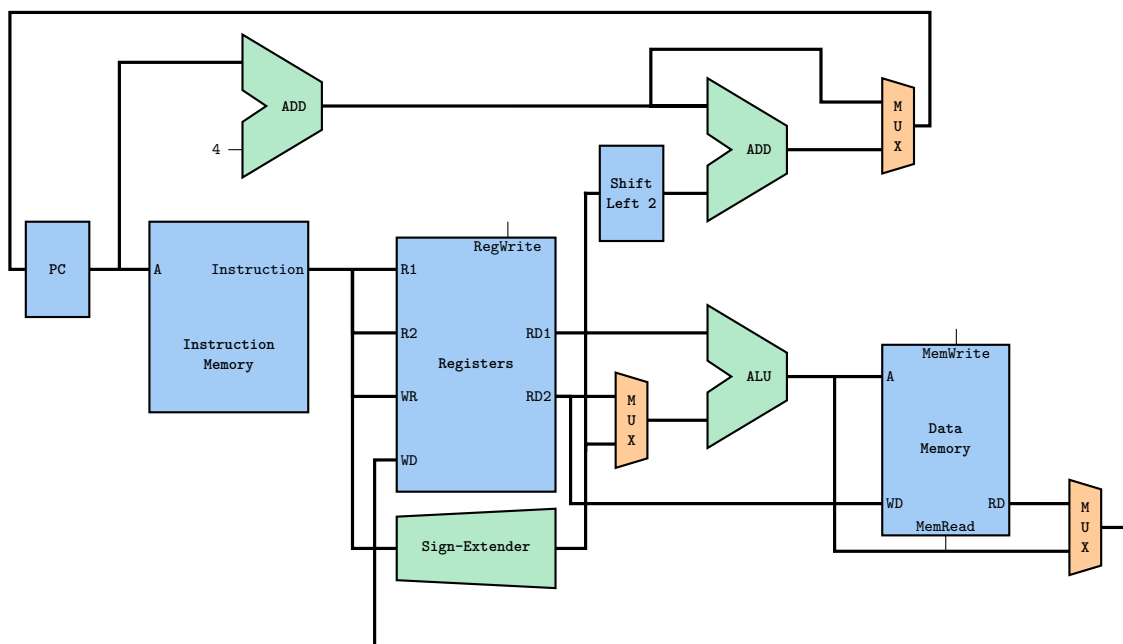 ADD
4
M
U
X
ADD
Shift
Left 2
PC
A
Instruction
Instruction
Memory
RegWrite
R1
R2
WR
WD
RD1
RD2
Registers
M
U
X
ALU
MemWrite
A
Data
Memory
WD
RD
MemRead
M
U
X
Sign-Extender